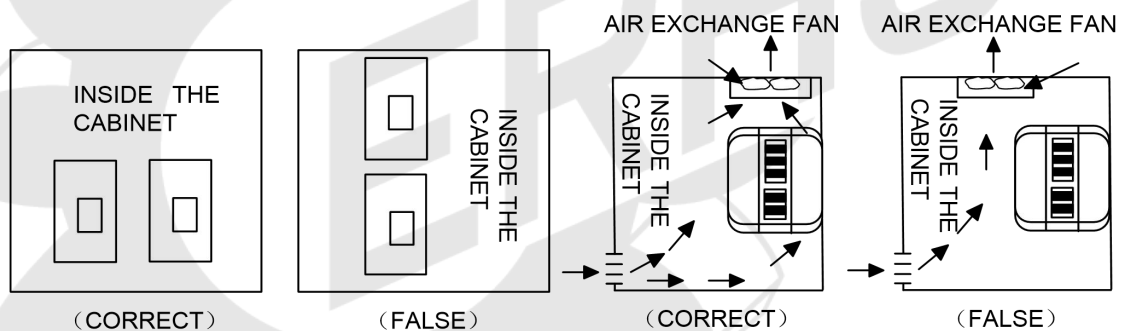 AIR EXCHANGE FAN
AIR EXCHANGE FAN
INSIDE THE
CABINET
INSIDE THE
CABINET
INSIDE THE
CABINET
INSIDE THE
CABINET
（CORRECT）
（FALSE）
（CORRECT）
（FALSE）